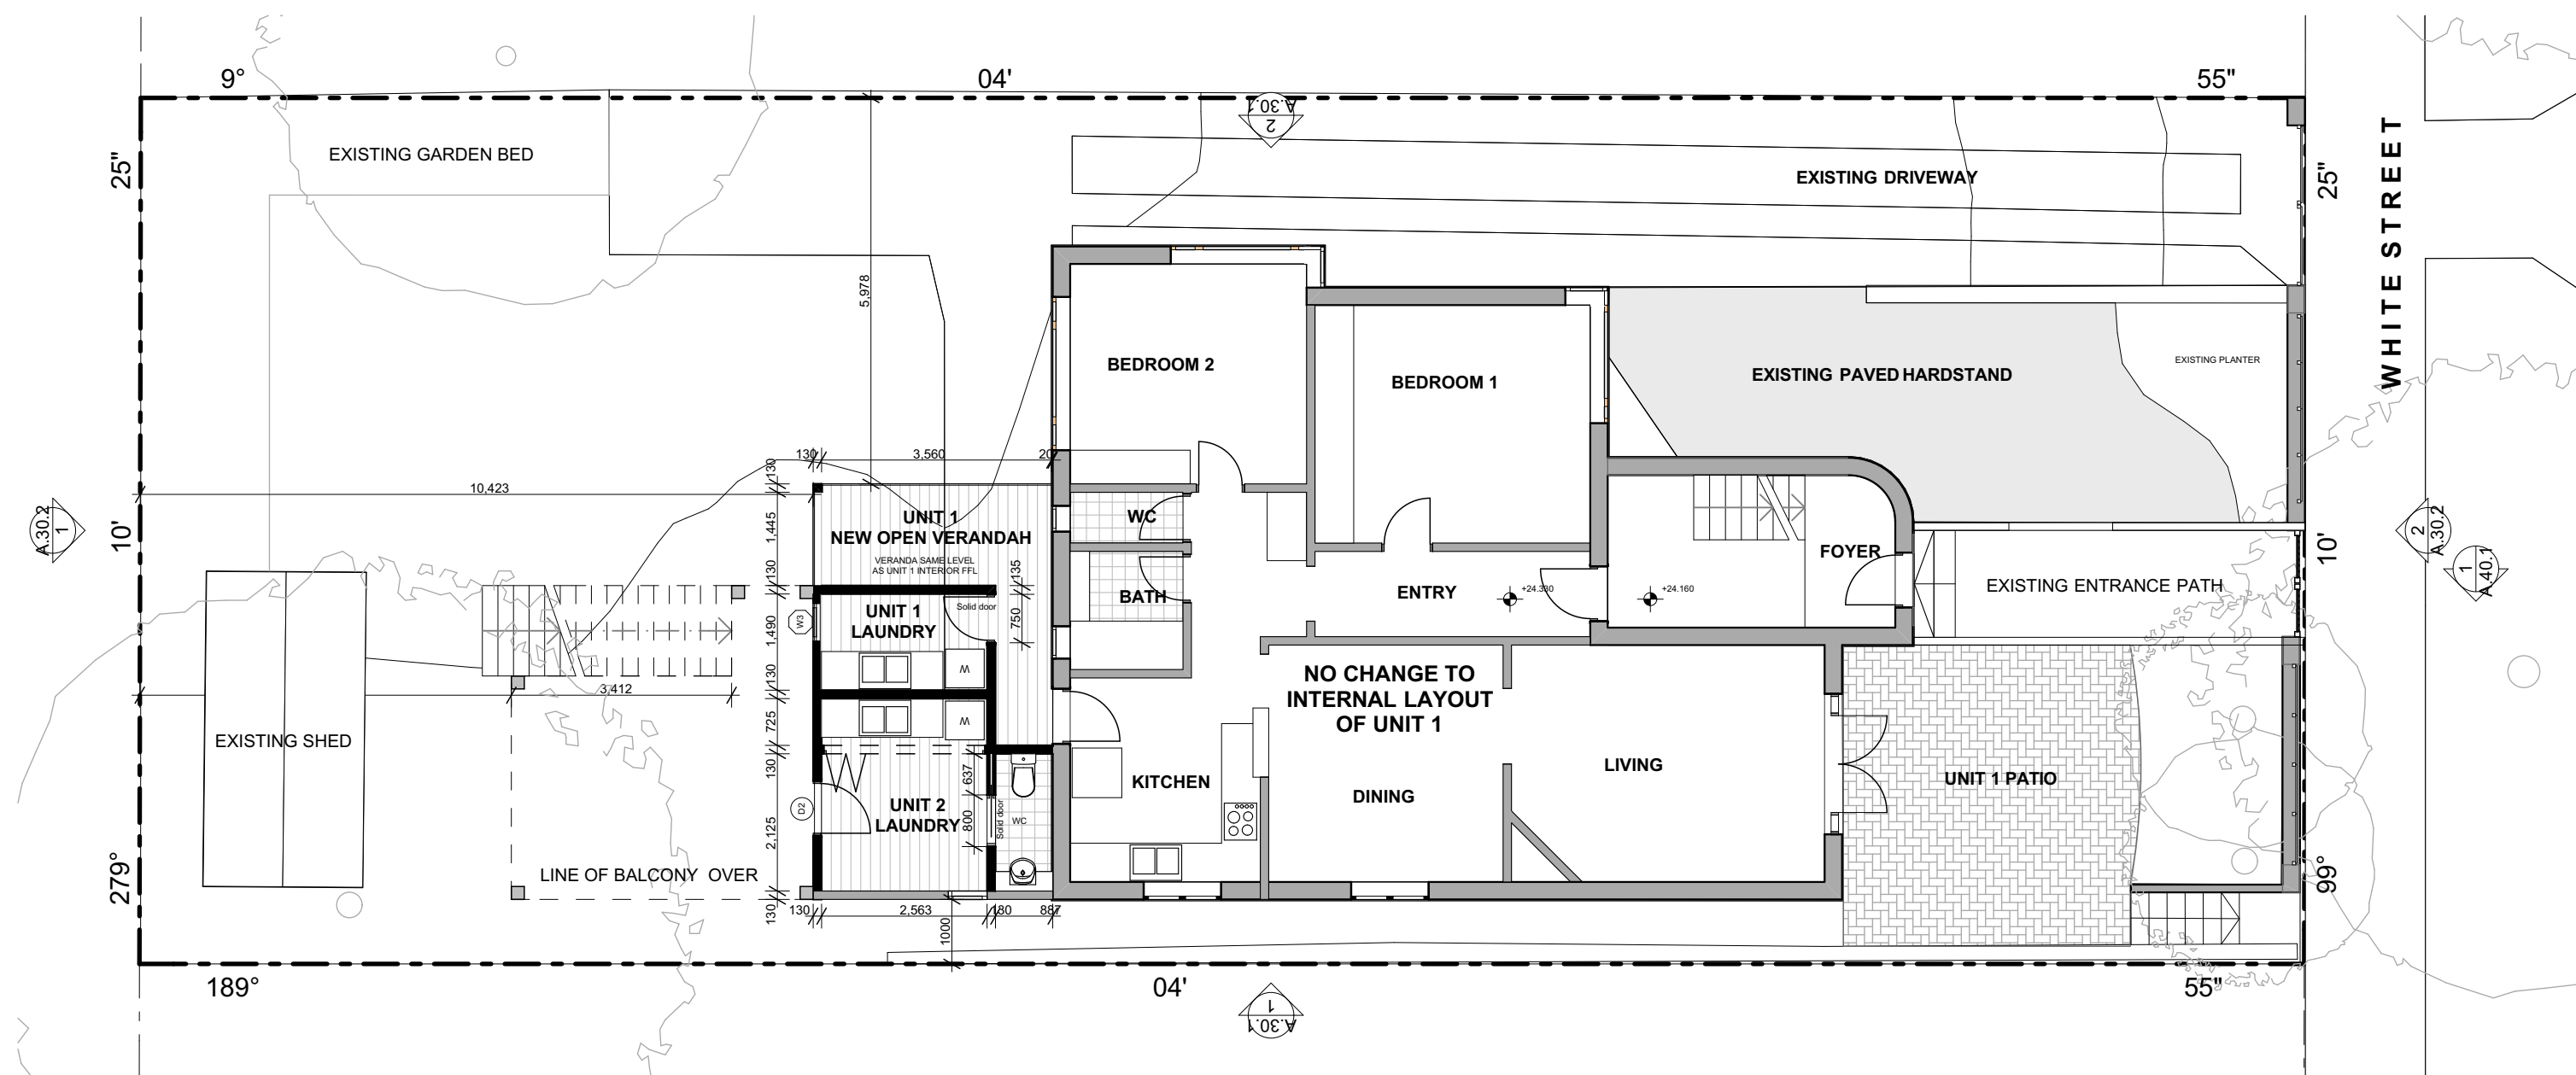 9° 04' 55"
A.30.1
2
25"
EXISTING GARDEN BED
EXISTING DRIVEWAY
25"
WHITE STREET
5,978
BEDROOM 2
BEDROOM 1
EXISTING PAVED HARDSTAND
EXISTING PLANTER
130 3,560 20
130
10,423
1,445
UNIT 1
NEW OPEN VERANDAH
VERANDA SAME LEVEL
AS UNIT 1 INTERIOR FFL
WC
A.30.2
1
10'
FOYER
10'
2
A.30.2
1
A.40.1
130
135
BATH
ENTRY
+24.330
+24.160
EXISTING ENTRANCE PATH
UNIT 1
LAUNDRY
Solid door
W3
1,490
750
W
130
3,412
NO CHANGE TO
INTERNAL LAYOUT
OF UNIT 1
725
W
EXISTING SHED
130
637
KITCHEN
DINING
LIVING
UNIT 1 PATIO
D2
UNIT 2
LAUNDRY
800
Solid door
WC
2,125
LINE OF BALCONY OVER
279°
99°
130
130 2,563 130 887
1000
189° 04' 55"
1
A.30.1